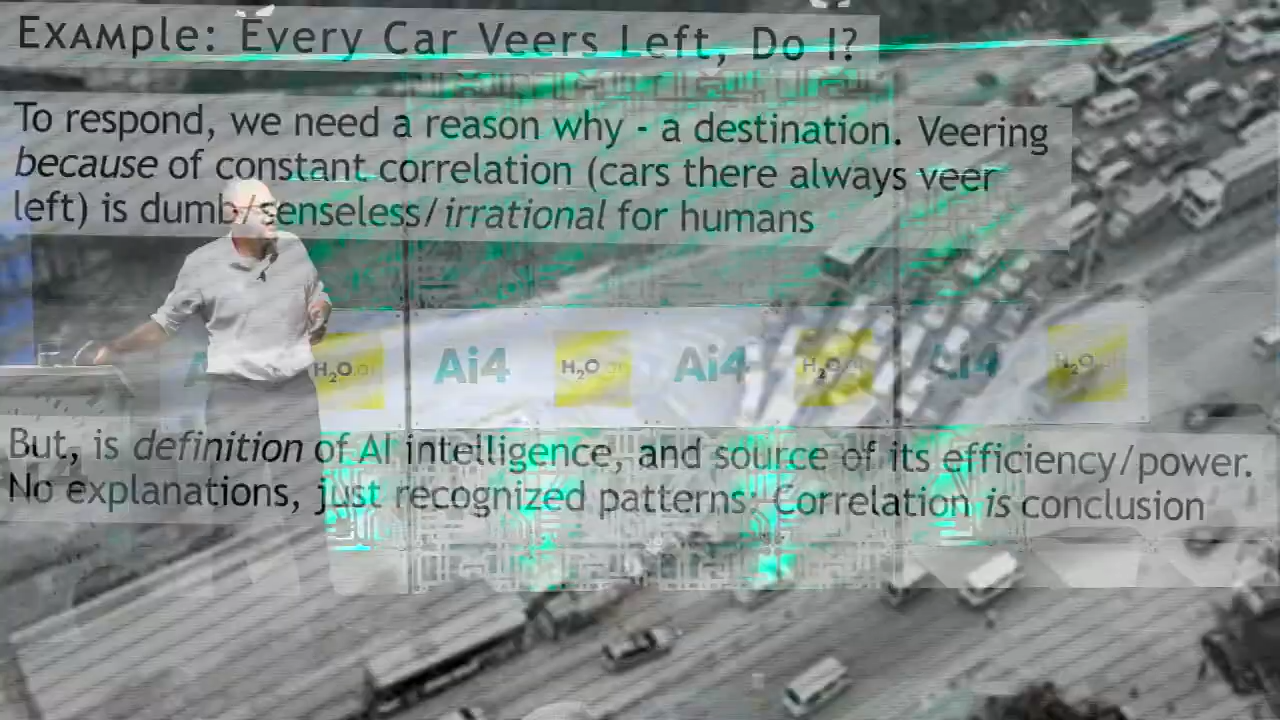 Example: Every Car Veers Left, Do I?
To respond, we need a reason why - a destination. Veering
because of constant correlation (cars there always veer
left) is dumb/senseless/irrational for humans
H2O.ai Ai4 H2O.ai Ai4 H2O.ai Ai4 H2O.ai
But, is definition of AI intelligence, and source of its efficiency/power.
No explanations, just recognized patterns: Correlation is conclusion